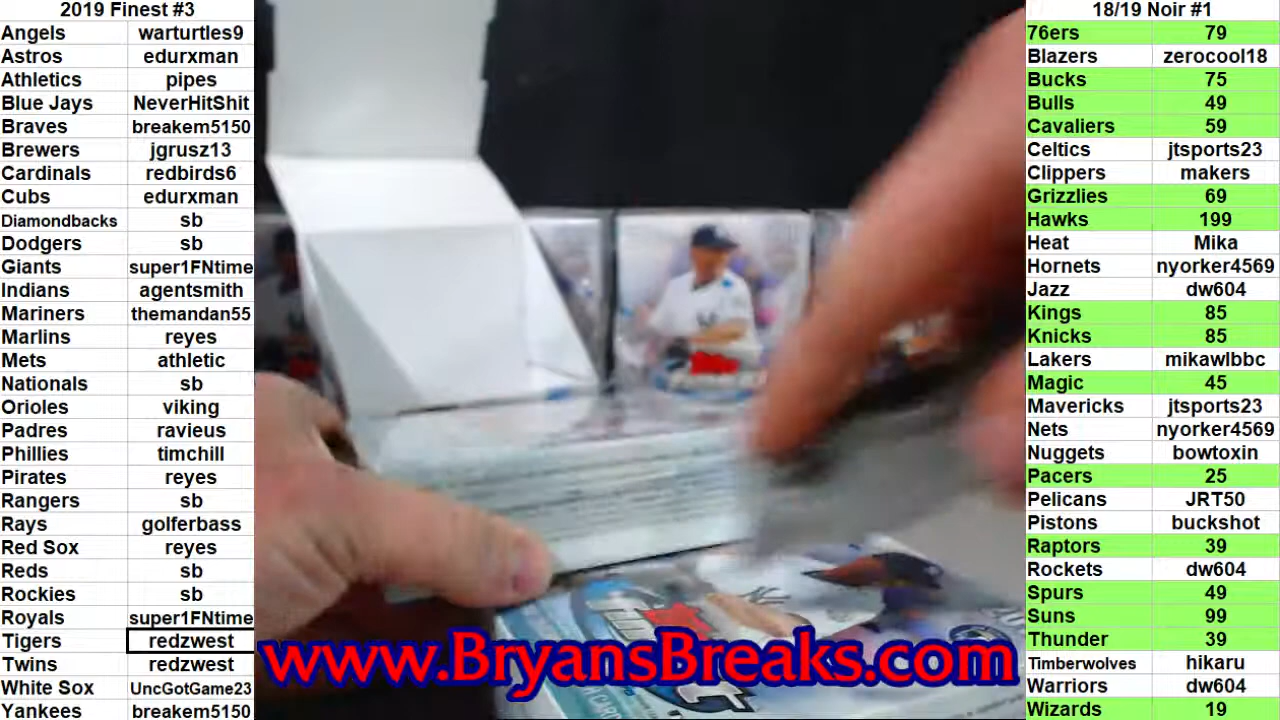 2019 Finest #3
Angels warturtles9
Astros edurxman
Athletics pipes
Blue Jays NeverHitShit
Braves breakem5150
Brewers jgrusz13
Cardinals redbirds6
Cubs edurxman
Diamondbacks sb
Dodgers sb
Giants super1FNtime
Indians agentsmith
Mariners themandan55
Marlins reyes
Mets athletic
Nationals sb
Orioles viking
Padres ravieus
Phillies timchill
Pirates reyes
Rangers sb
Rays golferbass
Red Sox reyes
Reds sb
Rockies sb
Royals super1FNtime
Tigers redzwest
Twins redzwest
White Sox UncGotGame23
Yankees breakem5150
www.BryansBreaks.com
18/19 Noir #1
76ers 79
Blazers zerocool18
Bucks 75
Bulls 49
Cavaliers 59
Celtics jtsports23
Clippers makers
Grizzlies 69
Hawks 199
Heat Mika
Hornets nyorker4569
Jazz dw604
Kings 85
Knicks 85
Lakers mikawlbbc
Magic 45
Mavericks jtsports23
Nets nyorker4569
Nuggets bowtoxin
Pacers 25
Pelicans JRT50
Pistons buckshot
Raptors 39
Rockets dw604
Spurs 49
Suns 99
Thunder 39
Timberwolves hikaru
Warriors dw604
Wizards 19